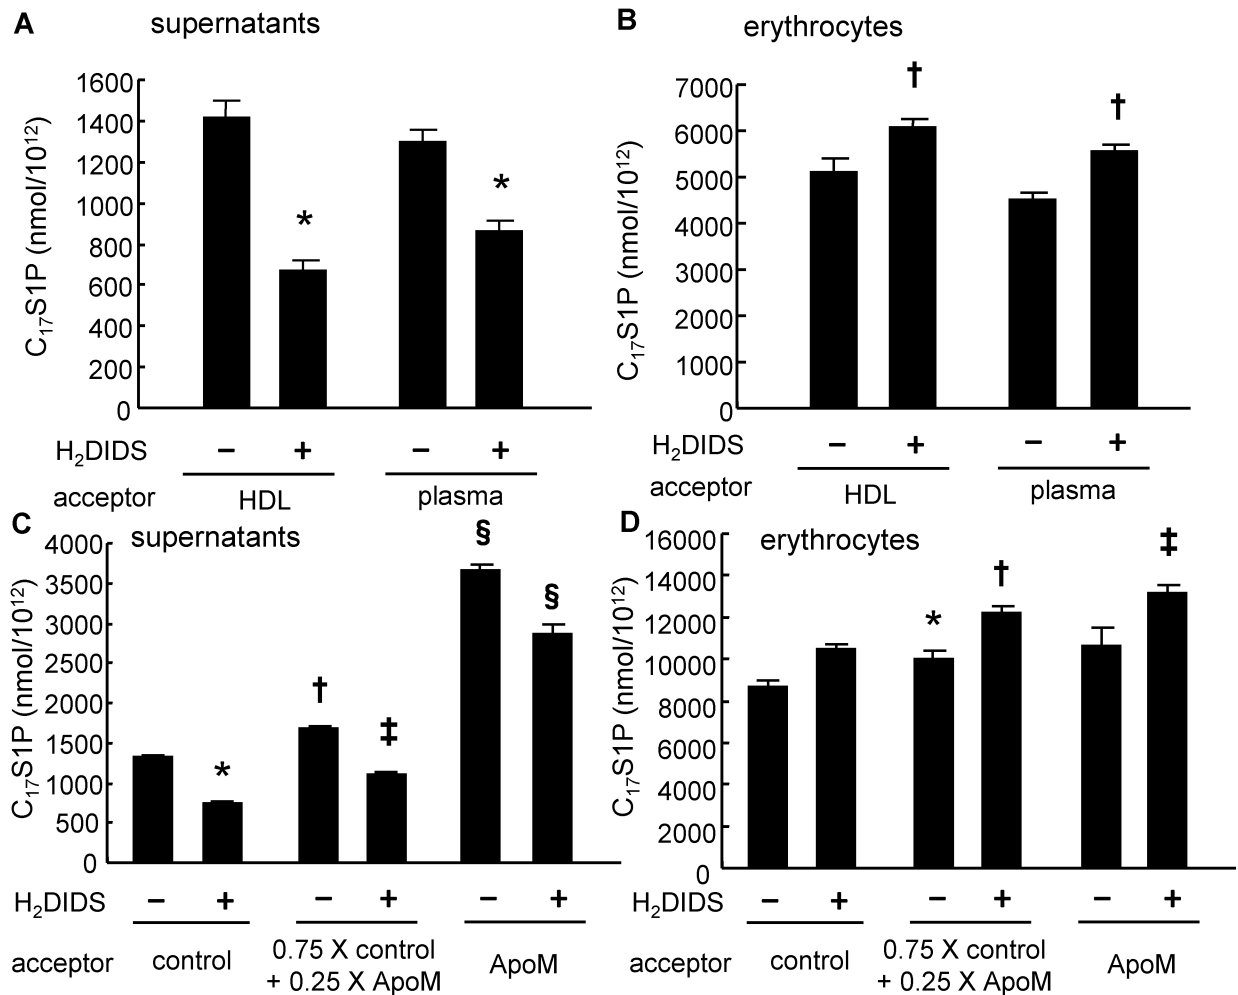 A
supernatants
C17S1P (nmol/10^12)
1600
1400
1200
1000
800
600
400
200
0
*
*
H2DIDS − + − +
acceptor HDL plasma
B
erythrocytes
C17S1P (nmol/10^12)
7000
6000
5000
4000
3000
2000
1000
0
†
†
H2DIDS − + − +
acceptor HDL plasma
C
supernatants
C17S1P (nmol/10^12)
4000
3500
3000
2500
2000
1500
1000
500
0
*
†
‡
§
§
H2DIDS − + − + − +
acceptor control 0.75 X control ApoM
+ 0.25 X ApoM
D
erythrocytes
C17S1P (nmol/10^12)
16000
14000
12000
10000
8000
6000
4000
2000
0
*
†
‡
H2DIDS − + − + − +
acceptor control 0.75 X control ApoM
+ 0.25 X ApoM